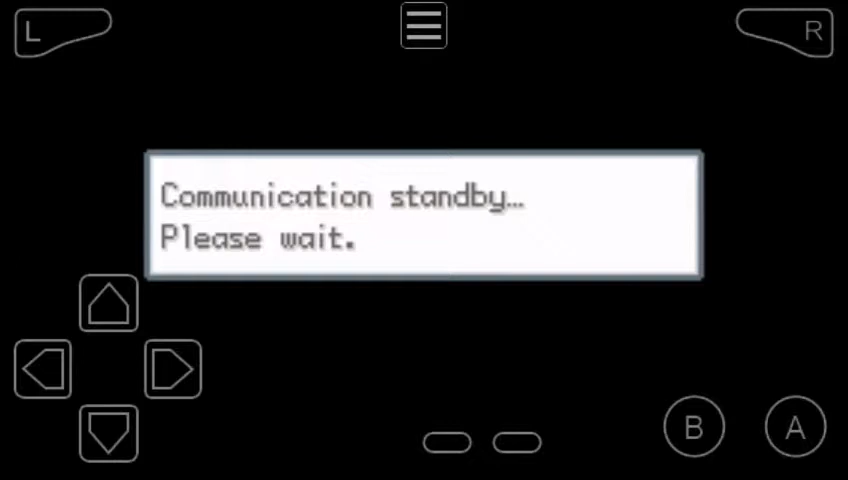 L
R
Communication standby…
Please wait.
B
A